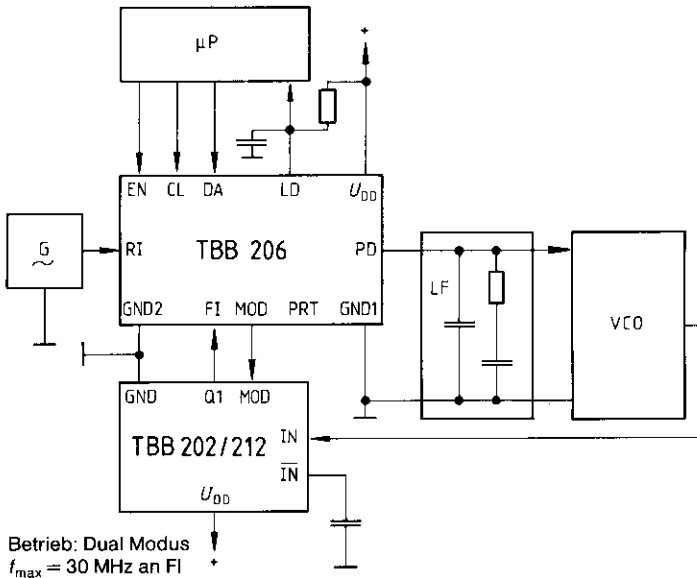 µP
+
EN CL DA LD U_DD
G
~
RI TBB 206 PD
LF
VCO
GND2 FI MOD PRT GND1
GND Q1 MOD
IN
TBB 202/212
I̅N̅
U_DD
+
Betrieb: Dual Modus
f_max = 30 MHz an FI